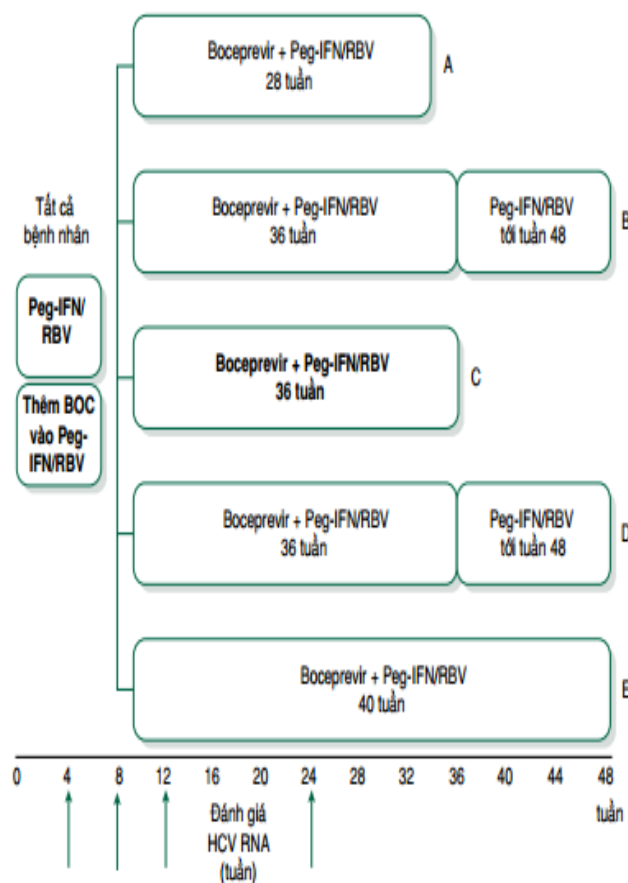 Boceprevir + Peg-IFN/RBV
28 tuần
A
Tất cả
bệnh nhân
Boceprevir + Peg-IFN/RBV
36 tuần
Peg-IFN/RBV
tới tuần 48
B
Peg-IFN/
RBV
Thêm BOC
vào Peg-
IFN/RBV
Boceprevir + Peg-IFN/RBV
36 tuần
C
Boceprevir + Peg-IFN/RBV
36 tuần
Peg-IFN/RBV
tới tuần 48
D
Boceprevir + Peg-IFN/RBV
40 tuần
E
0 4 8 12 16 20 24 28 32 36 40 44 48
Đánh giá
HCV RNA
(tuần)
tuần